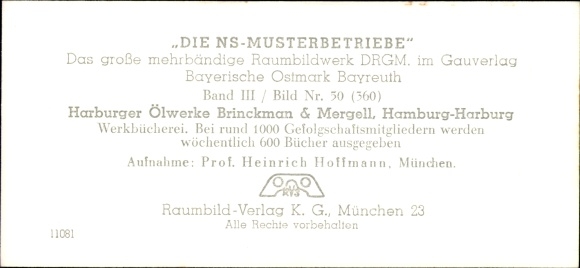 „DIE NS-MUSTERBETRIEBE“
Das große mehrbändige Raumbildwerk DRGM. im Gauverlag
Bayerische Ostmark Bayreuth
Band III / Bild Nr. 50 (360)
Harburger Ölwerke Brinckman & Mergell, Hamburg-Harburg
Werkbücherei. Bei rund 1000 Gefolgschaftsmitgliedern werden
wöchentlich 600 Bücher ausgegeben
Aufnahme: Prof. Heinrich Hoffmann, München.
Raumbild-Verlag K. G., München 23
Alle Rechte vorbehalten
11081